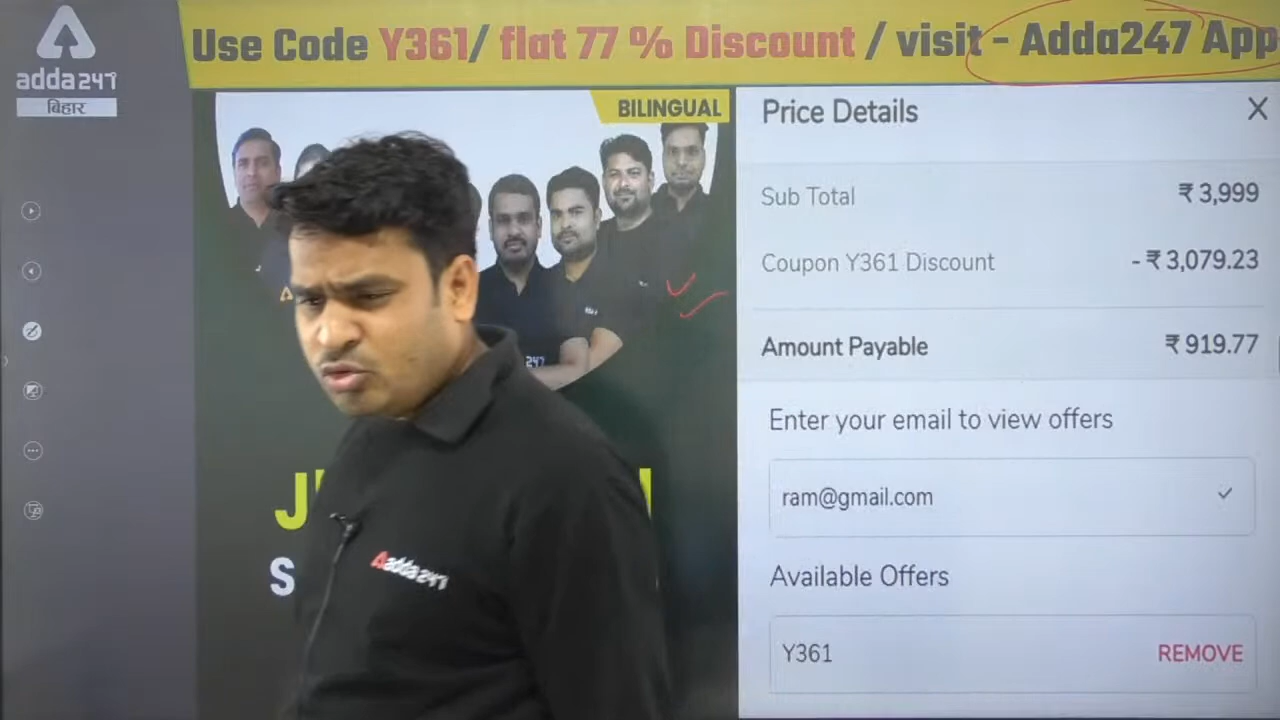 Use Code Y361/ flat 77 % Discount / visit - Adda247 App
adda247
बिहार
BILINGUAL
Price Details
Sub Total
₹ 3,999
Coupon Y361 Discount
- ₹ 3,079.23
Amount Payable
₹ 919.77
Enter your email to view offers
ram@gmail.com
Available Offers
Y361
REMOVE
adda247
247